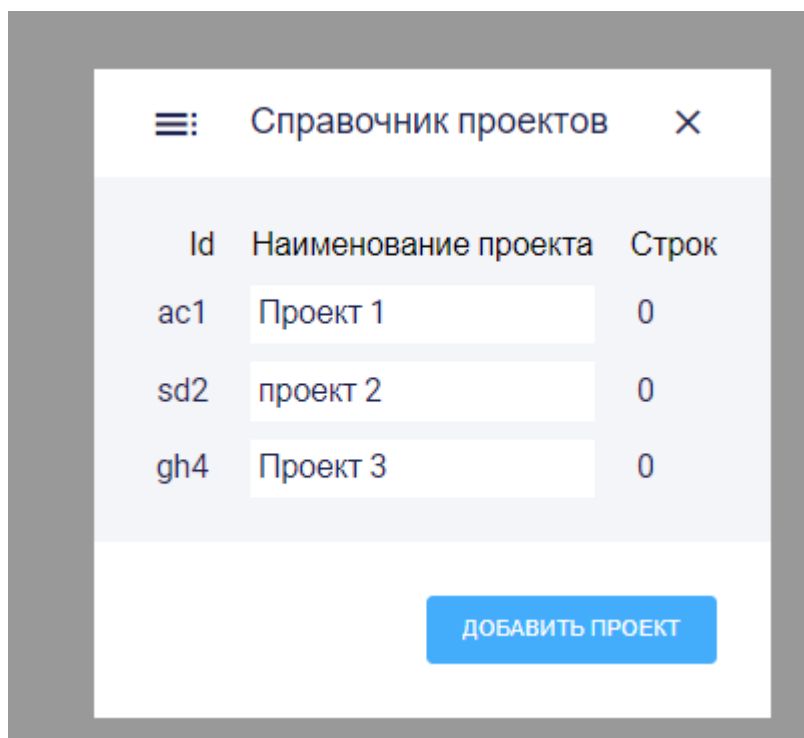 Справочник проектов
Id Наименование проекта Строк
ac1 Проект 1 0
sd2 проект 2 0
gh4 Проект 3 0
ДОБАВИТЬ ПРОЕКТ